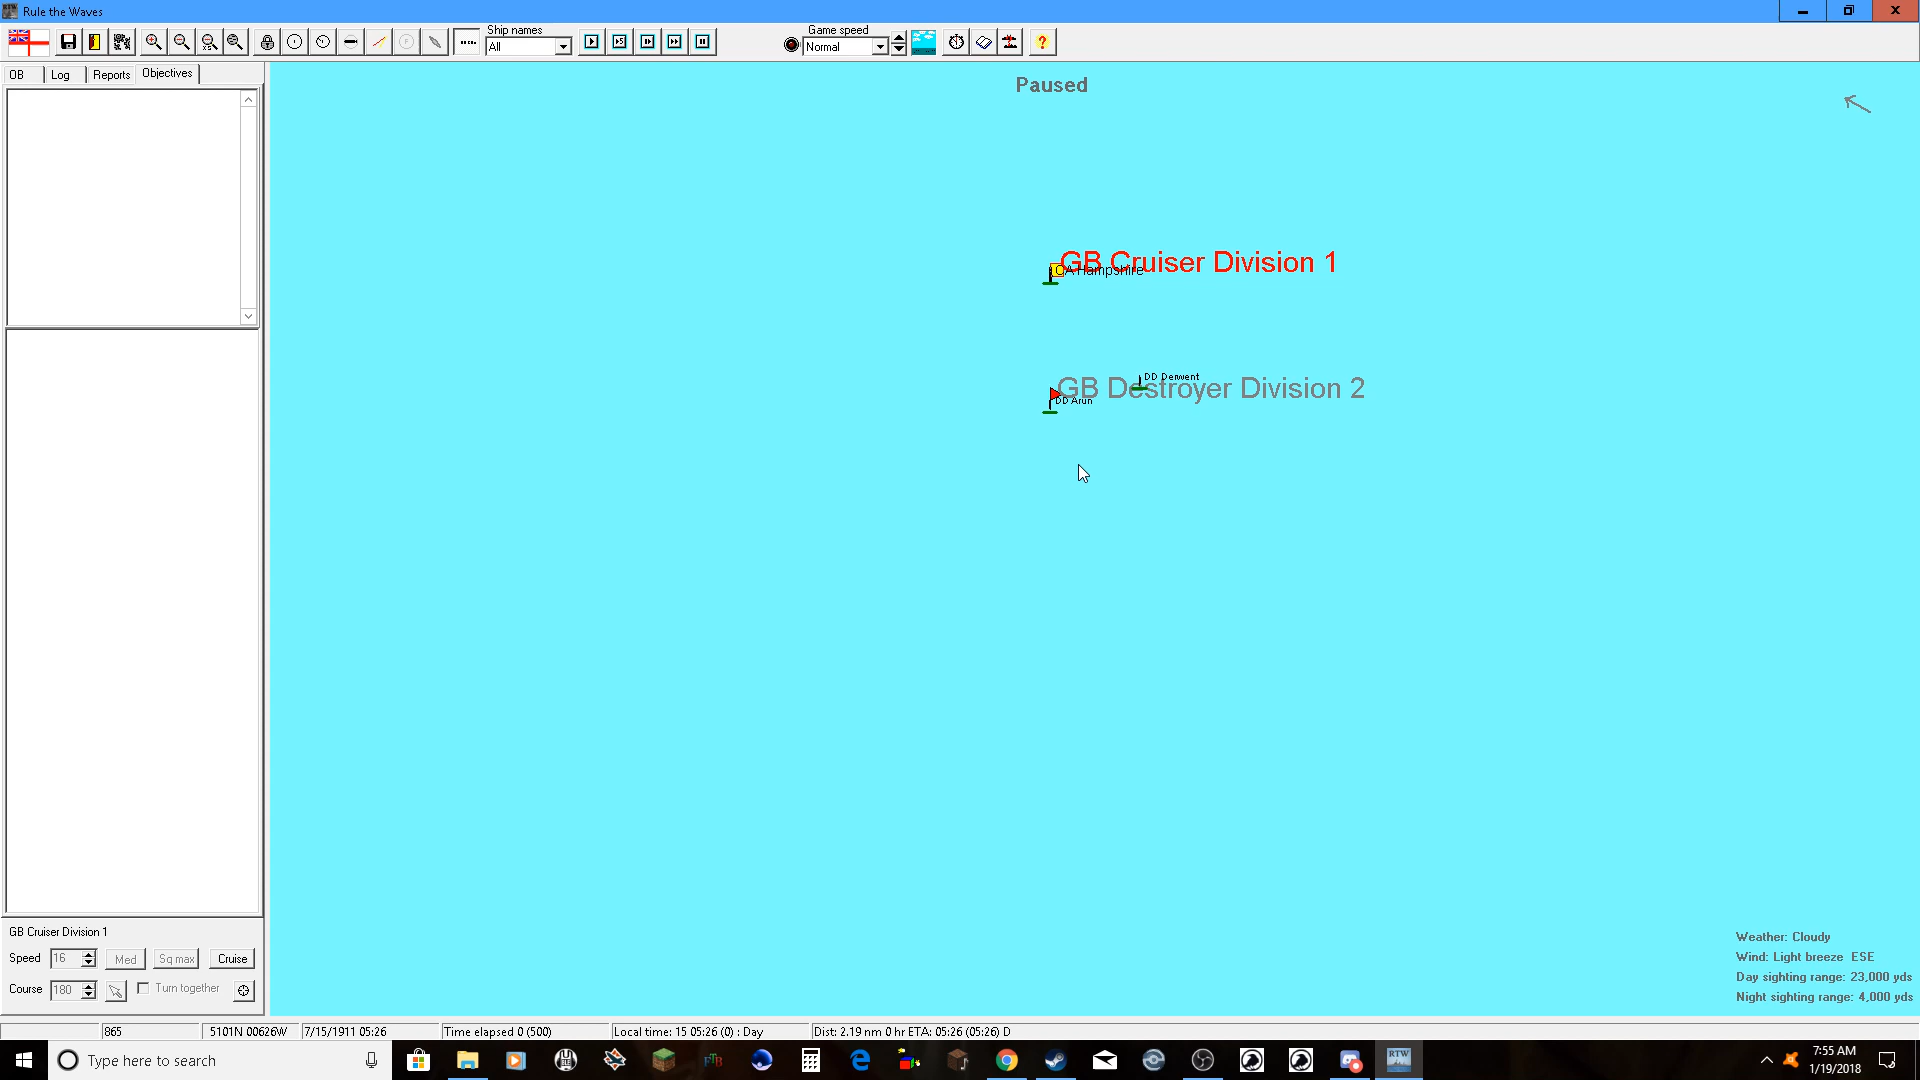 Rule the Waves
Ship names
All
Game speed
Normal
OB
Log
Reports
Objectives
Paused
GB Cruiser Division 1
CA Hampshire
DD Derwent
GB Destroyer Division 2
DD Arun
GB Cruiser Division 1
Speed 16 Med Sq max Cruise
Course 180 Turn together
Weather: Cloudy
Wind: Light breeze ESE
Day sighting range: 23,000 yds
Night sighting range: 4,000 yds
865 5101N 00626W 7/15/1911 05:26 Time elapsed 0 (500) Local time: 15 05:26 (0) : Day Dist: 2.19 nm 0 hr ETA: 05:26 (05:26) D
Type here to search
FTB
RTW
7:55 AM
1/19/2018